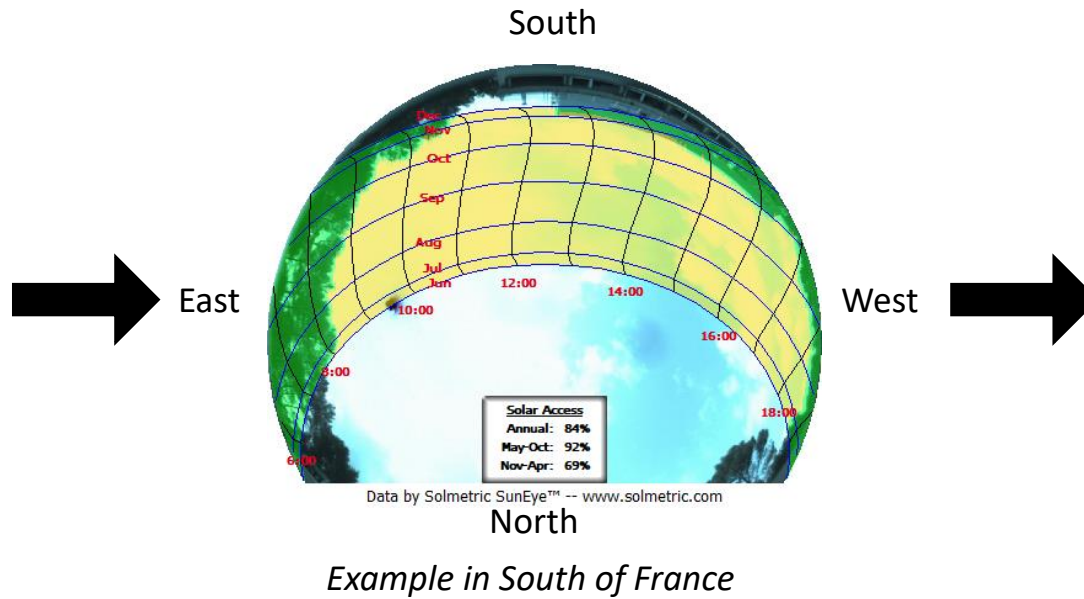 South
Dec
Nov
Oct
Sep
Aug
Jul
Jun
East
West
12:00
14:00
10:00
16:00
8:00
18:00
6:00
Solar Access
Annual: 84%
May-Oct: 92%
Nov-Apr: 69%
Data by Solmetric SunEye™ -- www.solmetric.com
North
Example in South of France